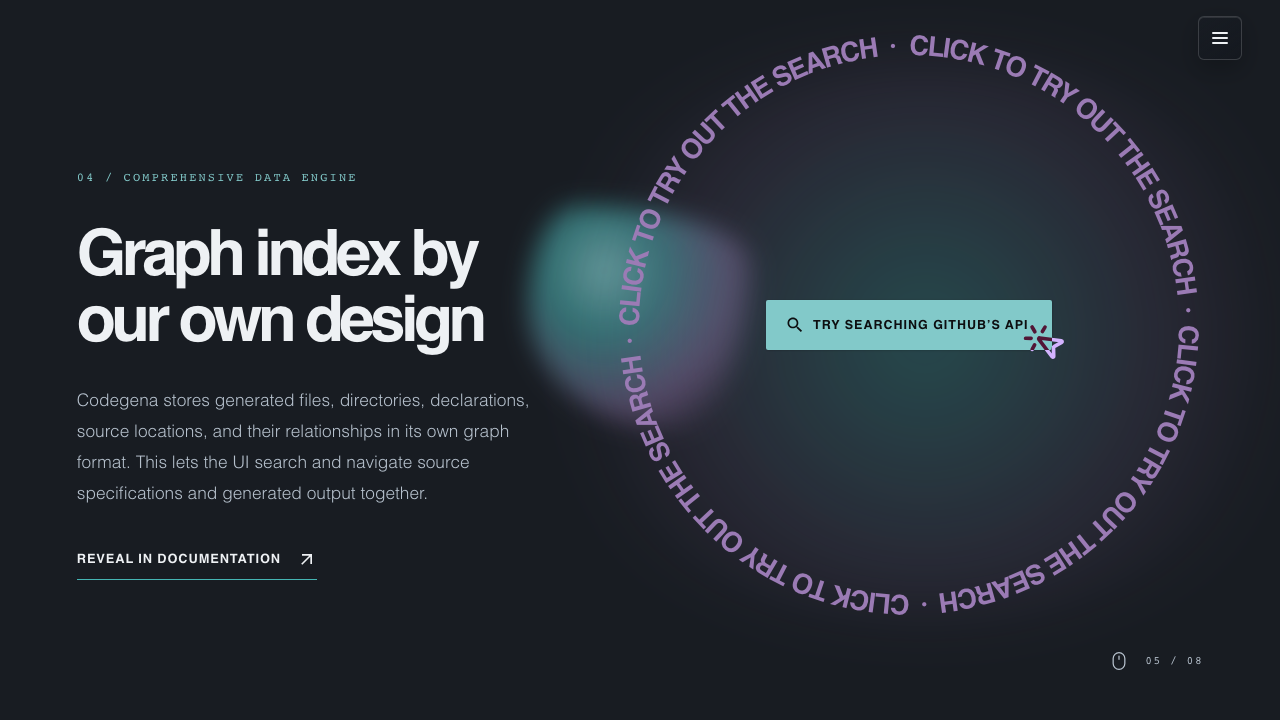 04 / COMPREHENSIVE DATA ENGINE
Graph index by
our own design
Codegena stores generated files, directories, declarations,
source locations, and their relationships in its own graph
format. This lets the UI search and navigate source
specifications and generated output together.
REVEAL IN DOCUMENTATION
CLICK TO TRY OUT THE SEARCH · CLICK TO TRY OUT THE SEARCH · CLICK TO TRY OUT THE SEARCH · CLICK TO TRY OUT THE SEARCH ·
TRY SEARCHING GITHUB'S API
05 / 08